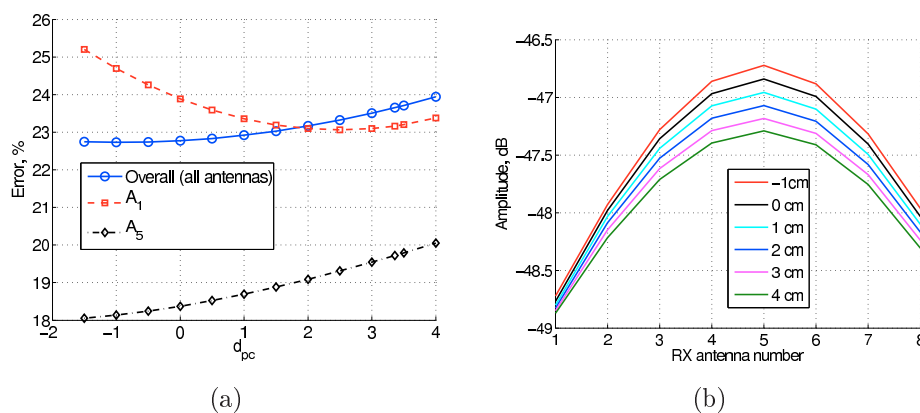 26
25
24
23
22
21
20
19
18
Error, %
Overall (all antennas)
A1
A5
−2
−1
0
1
2
3
4
dpc
(a)
−46.5
−47
−47.5
−48
−48.5
−49
Amplitude, dB
−1cm
0 cm
1 cm
2 cm
3 cm
4 cm
1
2
3
4
5
6
7
8
RX antenna number
(b)